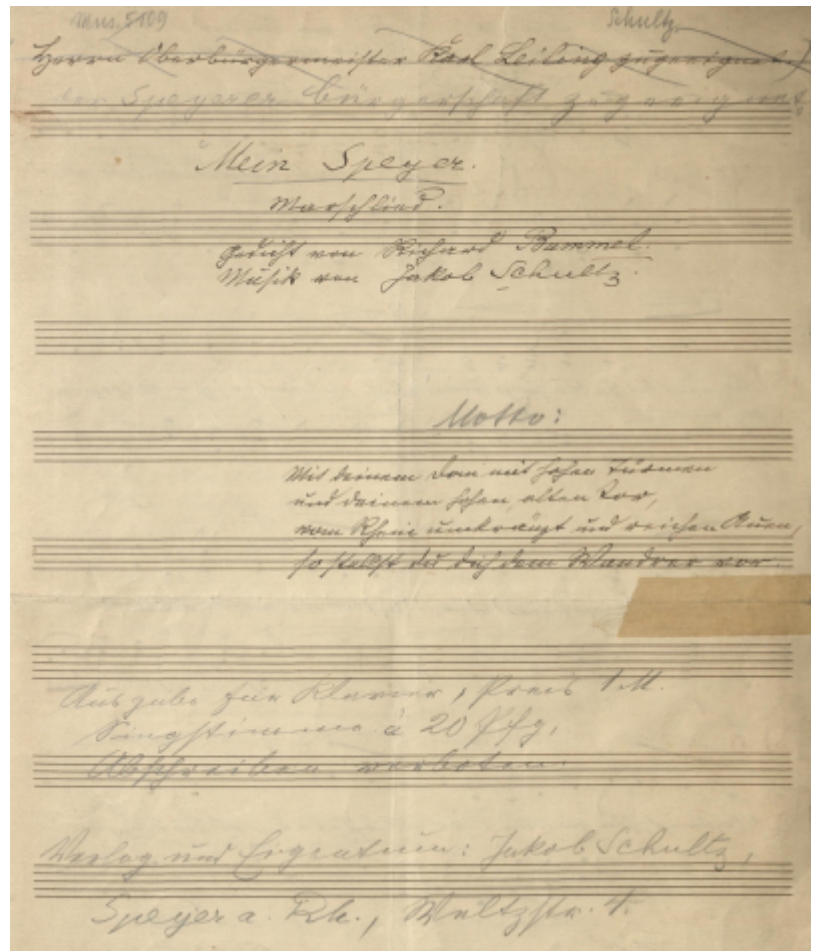 Mus. 5109
Schultz.
Herrn Oberbürgermeister Karl Leiling zugeeignet.)
der Speyerer Bürgerschaft zugeeignet.
Mein Speyer.
Marschlied.
Gedicht von Richard Bummel.
Musik von Jakob Schultz.
Motto:
Mit deinem Dom mit hohen Türmen
und deinem hohen, alten Tor,
vom Rhein umkränzt und reichen Auen,
so stellst du dich dem Wandrer vor.
Ausgabe für Klavier, Preis 1 M.
Singstimme à 20 Pfg.
Abschreiben verboten.
Verlag und Eigentum: Jakob Schultz,
Speyer a. Rh., Weltzstr. 4.